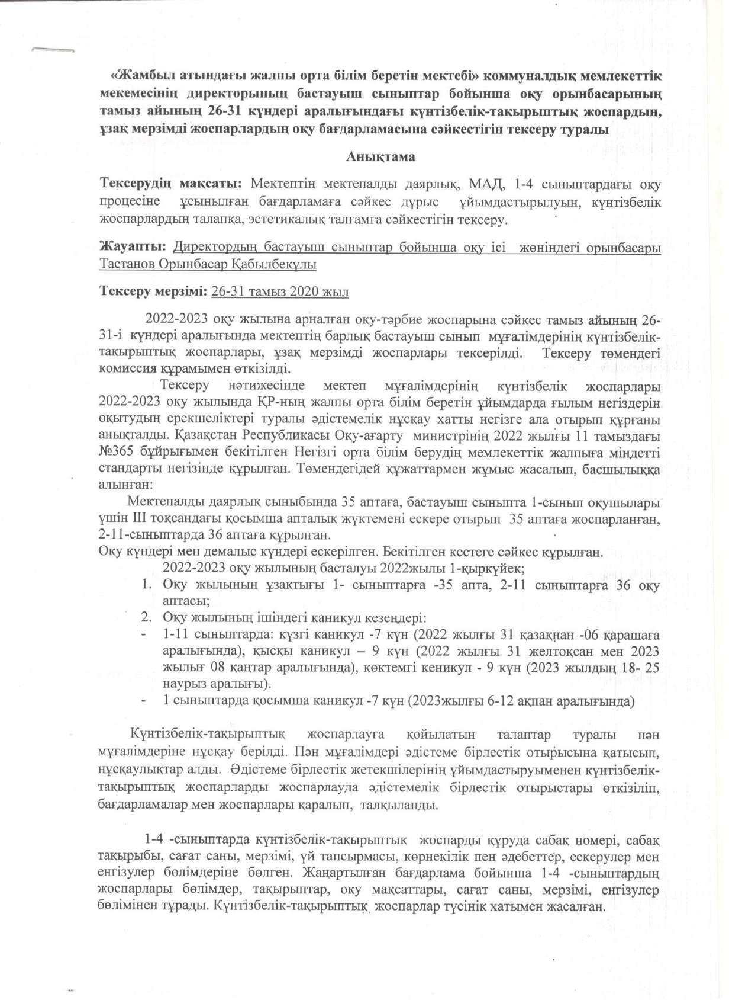 «Жамбыл атындағы жалпы орта білім беретін мектебі» коммуналдық мемлекеттік
мекемесінің директорының бастауыш сыныптар бойынша оқу орынбасарының
тамыз айының 26-31 күндері аралығындағы күнтізбелік-тақырыптық жоспардың,
ұзақ мерзімді жоспарлардың оқу бағдарламасына сәйкестігін тексеру туралы
Анықтама
Тексерудің мақсаты: Мектептің мектепалды даярлық, МАД, 1-4 сыныптардағы оқу
процесіне ұсынылған бағдарламаға сәйкес дұрыс ұйымдастырылуын, күнтізбелік
жоспарлардың талапқа, эстетикалық талғамға сәйкестігін тексеру.
Жауапты: Директордың бастауыш сыныптар бойынша оқу ісі жөніндегі орынбасары
Тастанов Орынбасар Қабылбекұлы
Тексеру мерзімі: 26-31 тамыз 2020 жыл
2022-2023 оқу жылына арналған оқу-тәрбие жоспарына сәйкес тамыз айының 26-
31-і күндері аралығында мектептің барлық бастауыш сынып мұғалімдерінің күнтізбелік-
тақырыптық жоспарлары, ұзақ мерзімді жоспарлары тексерілді. Тексеру төмендегі
комиссия құрамымен өткізілді.
Тексеру нәтижесінде мектеп мұғалімдерінің күнтізбелік жоспарлары
2022-2023 оқу жылында ҚР-ның жалпы орта білім беретін ұйымдарда ғылым негіздерін
оқытудың ерекшеліктері туралы әдістемелік нұсқау хатты негізге ала отырып құрғаны
анықталды. Қазақстан Республикасы Оқу-ағарту министрінің 2022 жылғы 11 тамыздағы
№365 бұйрығымен бекітілген Негізгі орта білім берудің мемлекеттік жалпыға міндетті
стандарты негізінде құрылған. Төмендегідей құжаттармен жұмыс жасалып, басшылыққа
алынған:
Мектепалды даярлық сыныбында 35 аптаға, бастауыш сыныпта 1-сынып оқушылары
үшін III тоқсандағы қосымша апталық жүктемені ескере отырып 35 аптаға жоспарланған,
2-11-сыныптарда 36 аптаға құрылған.
Оқу күндері мен демалыс күндері ескерілген. Бекітілген кестеге сәйкес құрылған.
2022-2023 оқу жылының басталуы 2022жылы 1-қыркүйек;
1. Оқу жылының ұзақтығы 1- сыныптарға -35 апта, 2-11 сыныптарға 36 оқу
аптасы;
2. Оқу жылының ішіндегі каникул кезеңдері:
- 1-11 сыныптарда: күзгі каникул -7 күн (2022 жылғы 31 қазақнан -06 қарашаға
аралығында), қысқы каникул – 9 күн (2022 жылғы 31 желтоқсан мен 2023
жылығ 08 қаңтар аралығында), көктемгі кеникул - 9 күн (2023 жылдың 18- 25
наурыз аралығы).
- 1 сыныптарда қосымша каникул -7 күн (2023жылғы 6-12 ақпан аралығында)
Күнтізбелік-тақырыптық жоспарлауға қойылатын талаптар туралы пән
мұғалімдеріне нұсқау берілді. Пән мұғалімдері әдістеме бірлестік отырысына қатысып,
нұсқаулықтар алды. Әдістеме бірлестік жетекшілерінің ұйымдастыруыменен күнтізбелік-
тақырыптық жоспарларды жоспарлауда әдістемелік бірлестік отырыстары өткізіліп,
бағдарламалар мен жоспарлары қаралып, талқыланды.
1-4 -сыныптарда күнтізбелік-тақырыптық жоспарды құруда сабақ номері, сабақ
тақырыбы, сағат саны, мерзімі, үй тапсырмасы, көрнекілік пен әдебеттер, ескерулер мен
енгізулер бөлімдеріне бөлген. Жаңартылған бағдарлама бойынша 1-4 -сыныптардың
жоспарлары бөлімдер, тақырыптар, оқу мақсаттары, сағат саны, мерзімі, енгізулер
бөлімінен тұрады. Күнтізбелік-тақырыптық жоспарлар түсінік хатымен жасалған.